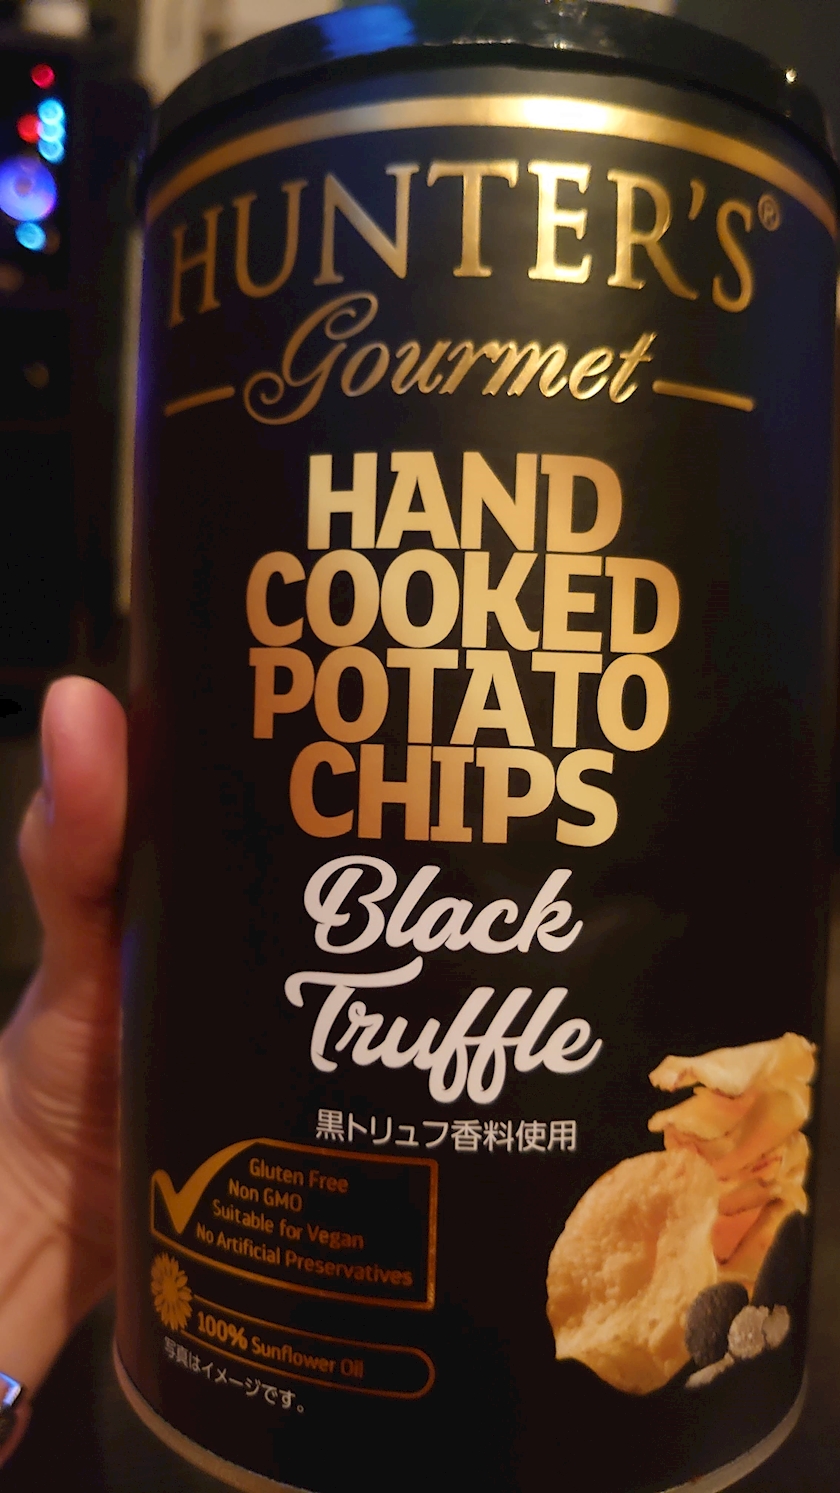 HUNTER'S®
Gourmet
HAND
COOKED
POTATO
CHIPS
Black
Truffle
黒トリュフ香料使用
Gluten Free
Non GMO
Suitable for Vegan
No Artificial Preservatives
100% Sunflower Oil
写真はイメージです。